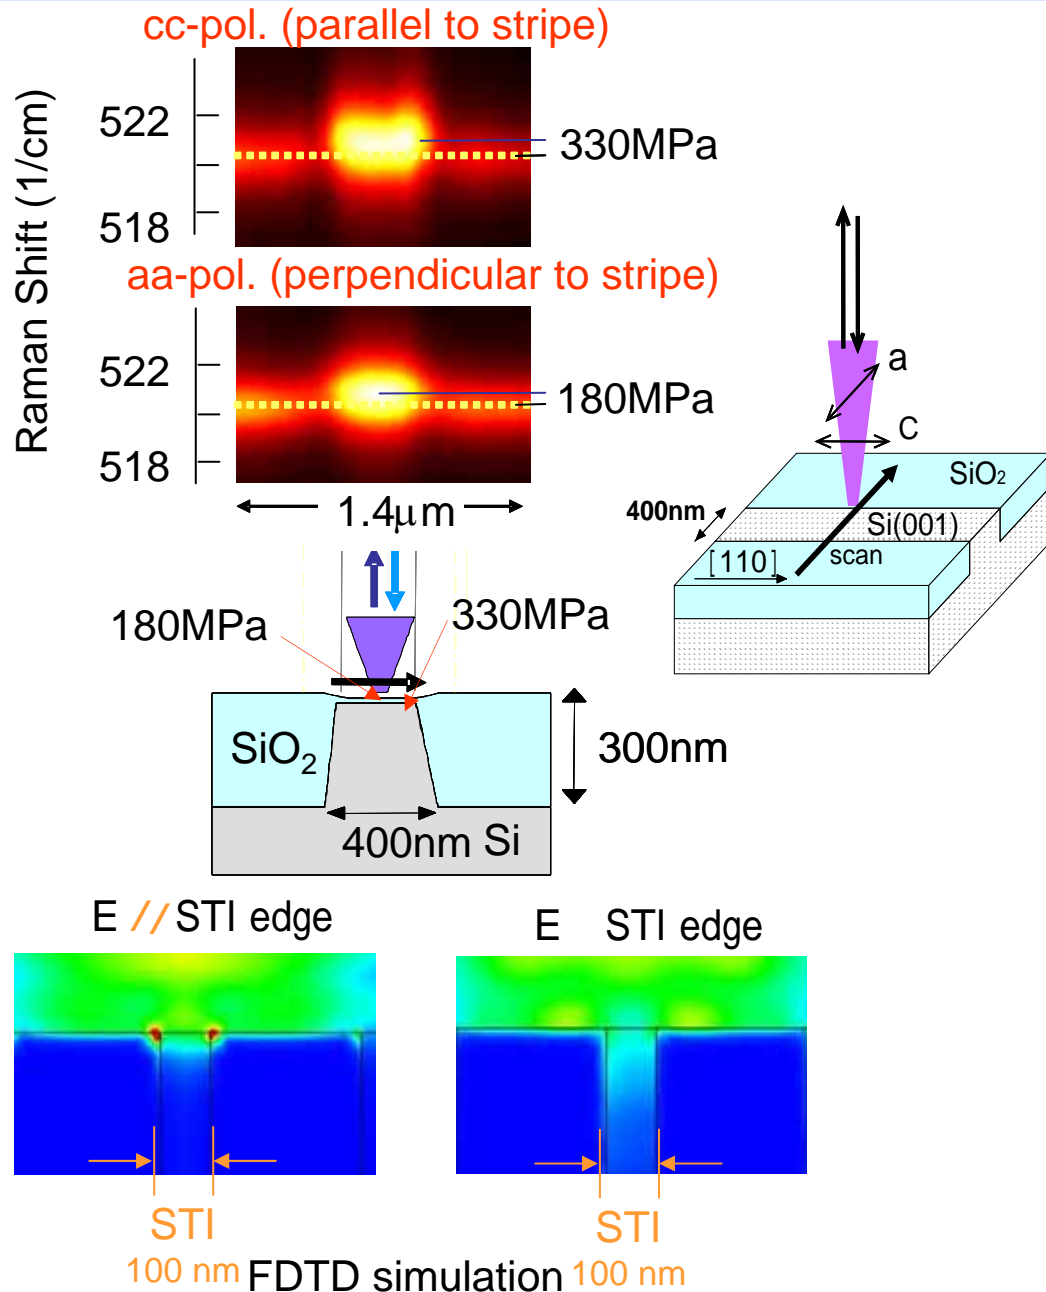 cc-pol. (parallel to stripe)
Raman Shift (1/cm)
522
518
330MPa
aa-pol. (perpendicular to stripe)
522
518
180MPa
1.4μm
a
c
SiO2
400nm
Si(001)
scan
[110]
180MPa
330MPa
SiO2
300nm
400nm Si
E // STI edge
E STI edge
STI
100 nm
STI
100 nm
FDTD simulation